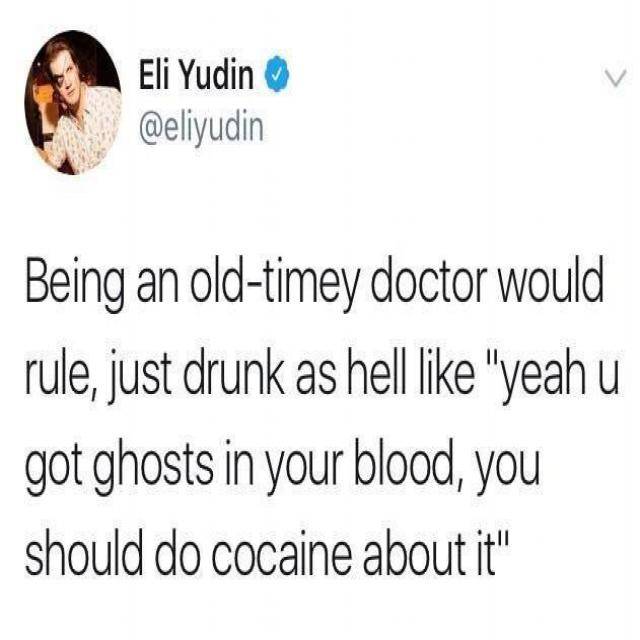 Eli Yudin
@eliyudin
Being an old-timey doctor would
rule, just drunk as hell like "yeah u
got ghosts in your blood, you
should do cocaine about it"